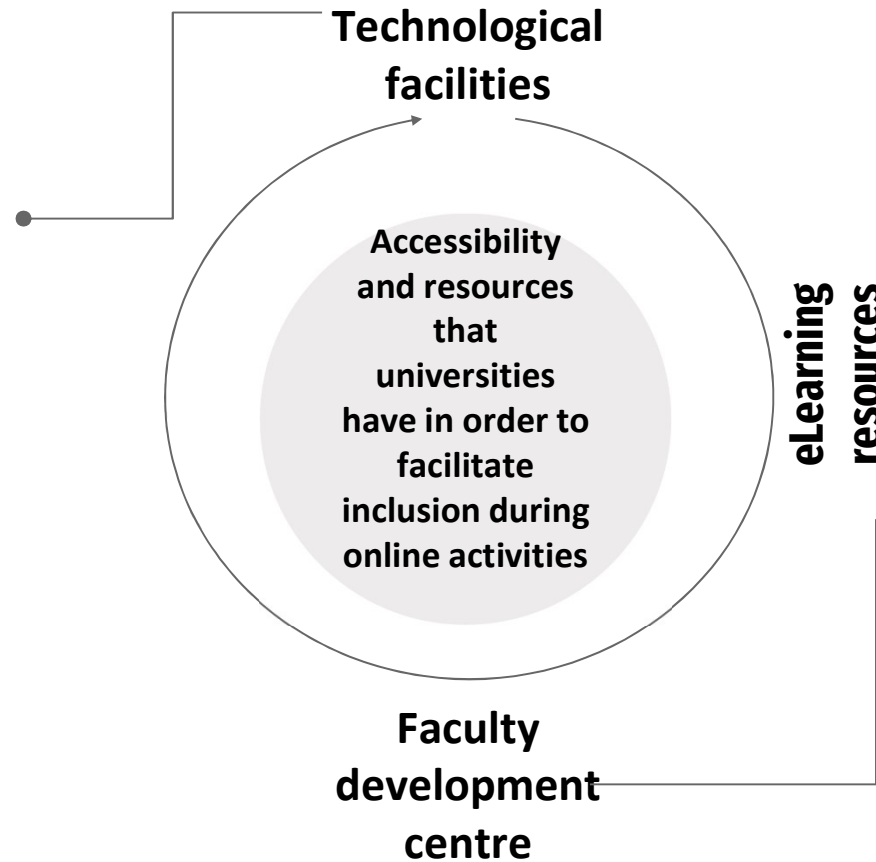 Technological
facilities
Accessibility
and resources
that
universities
have in order to
facilitate
inclusion during
online activities
eLearning
resources
Faculty
development
centre